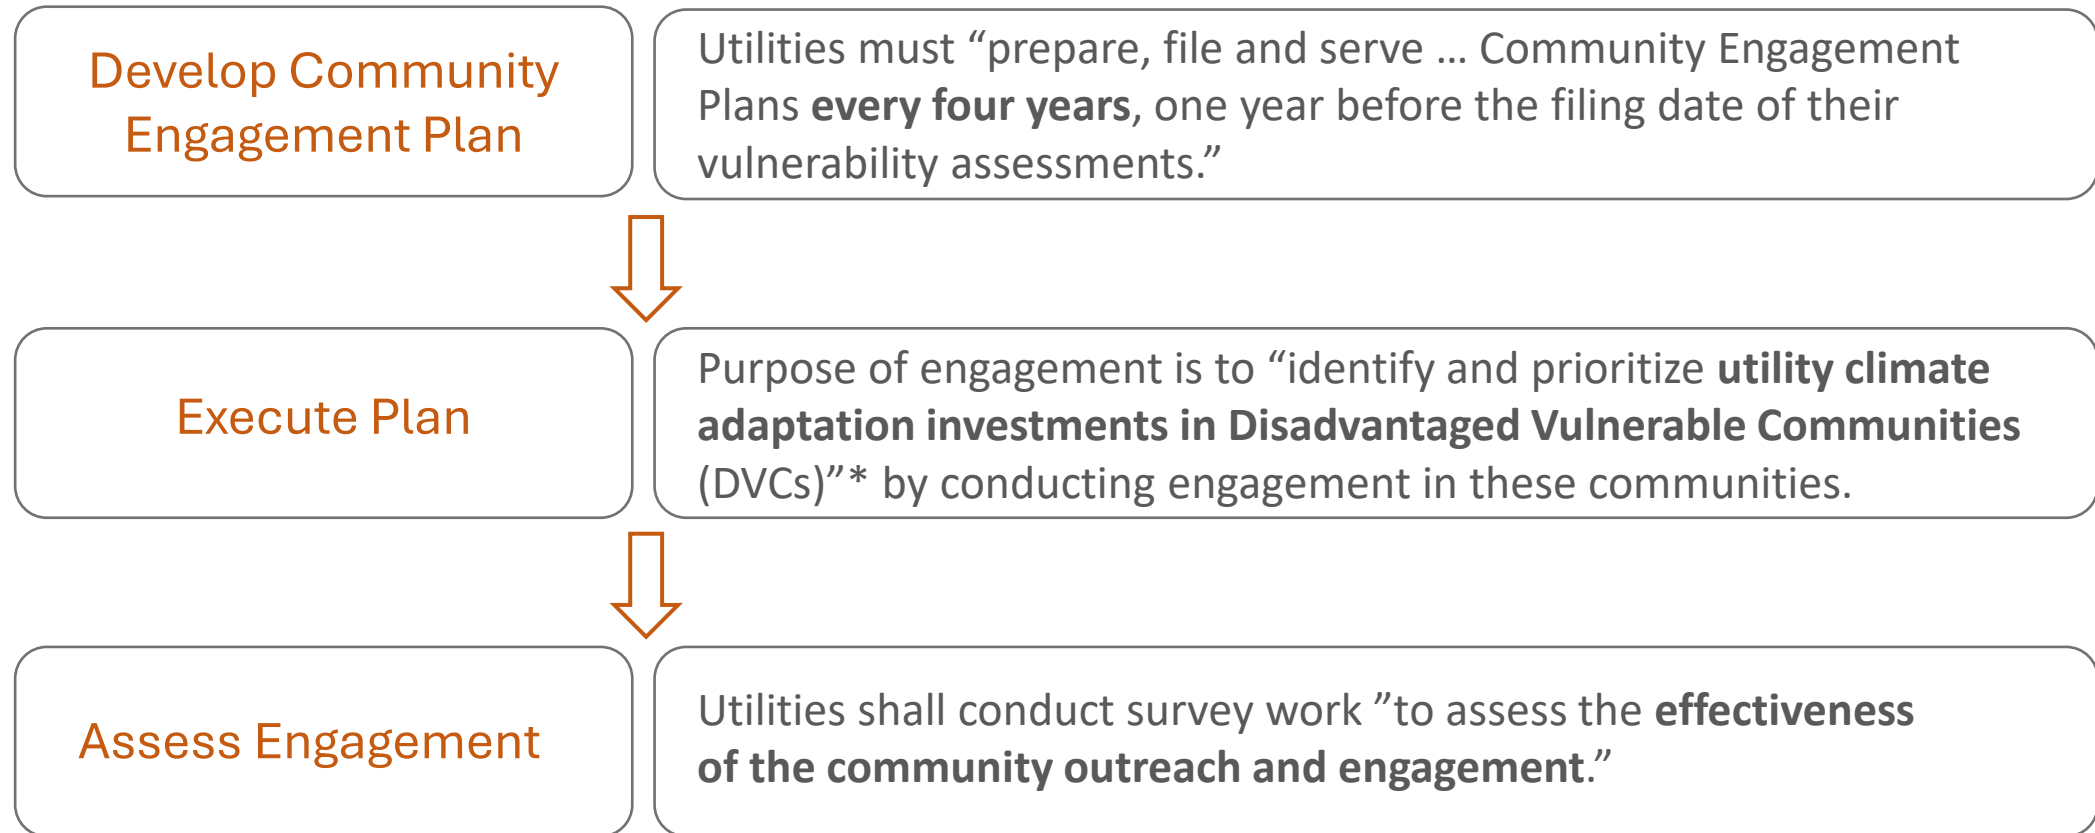 Develop Community
Engagement Plan
Utilities must “prepare, file and serve … Community Engagement
Plans every four years, one year before the filing date of their
vulnerability assessments.”
Execute Plan
Purpose of engagement is to “identify and prioritize utility climate
adaptation investments in Disadvantaged Vulnerable Communities
(DVCs)”* by conducting engagement in these communities.
Assess Engagement
Utilities shall conduct survey work ”to assess the effectiveness
of the community outreach and engagement.”